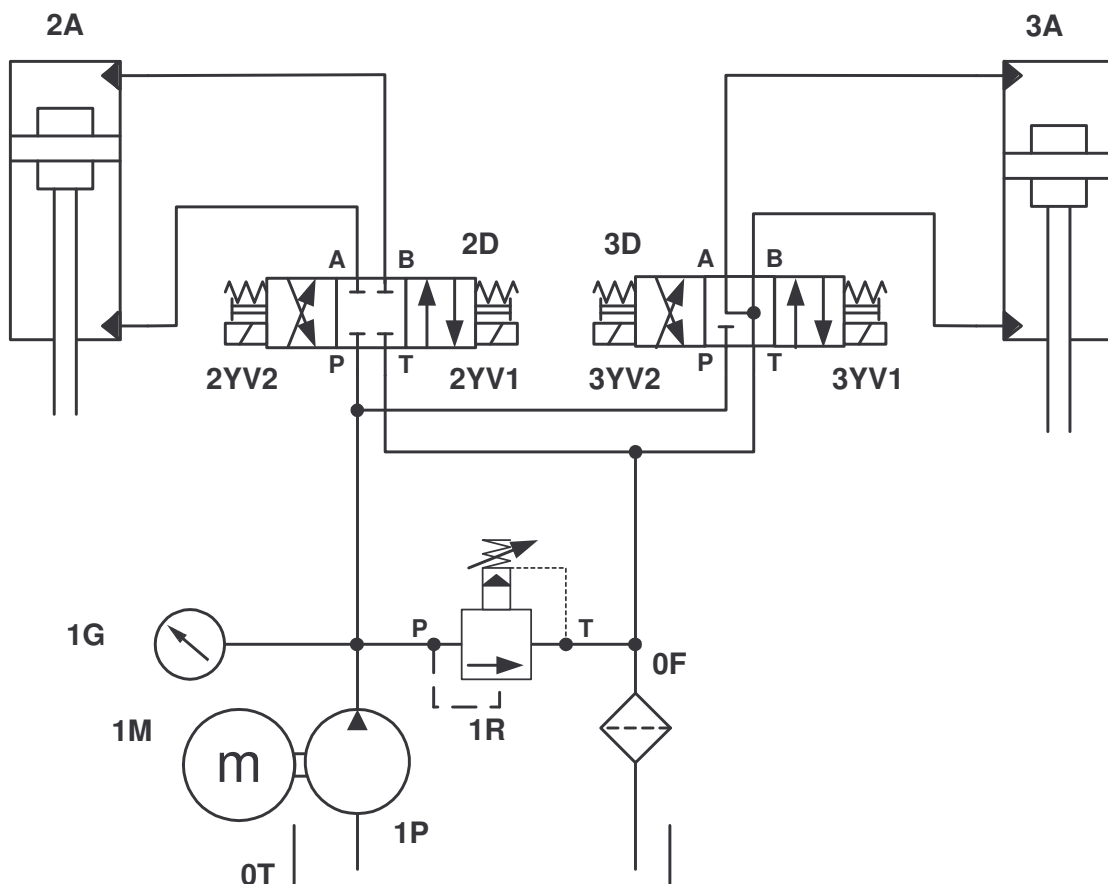 2A 3A
2D 3D
A B A B
P T P T
2YV2 2YV1 3YV2 3YV1
1G P T
0F
1M 1R
m
1P
0T